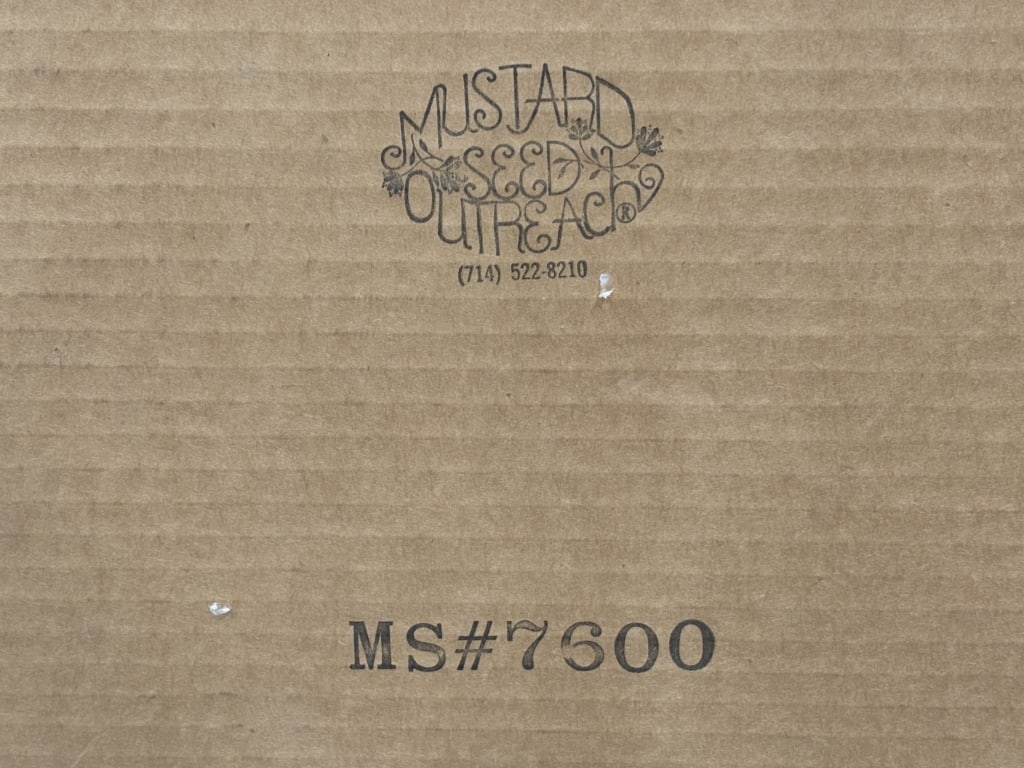 MUSTARD
SEED
OUTREACh®
(714) 522-8210
MS#7600